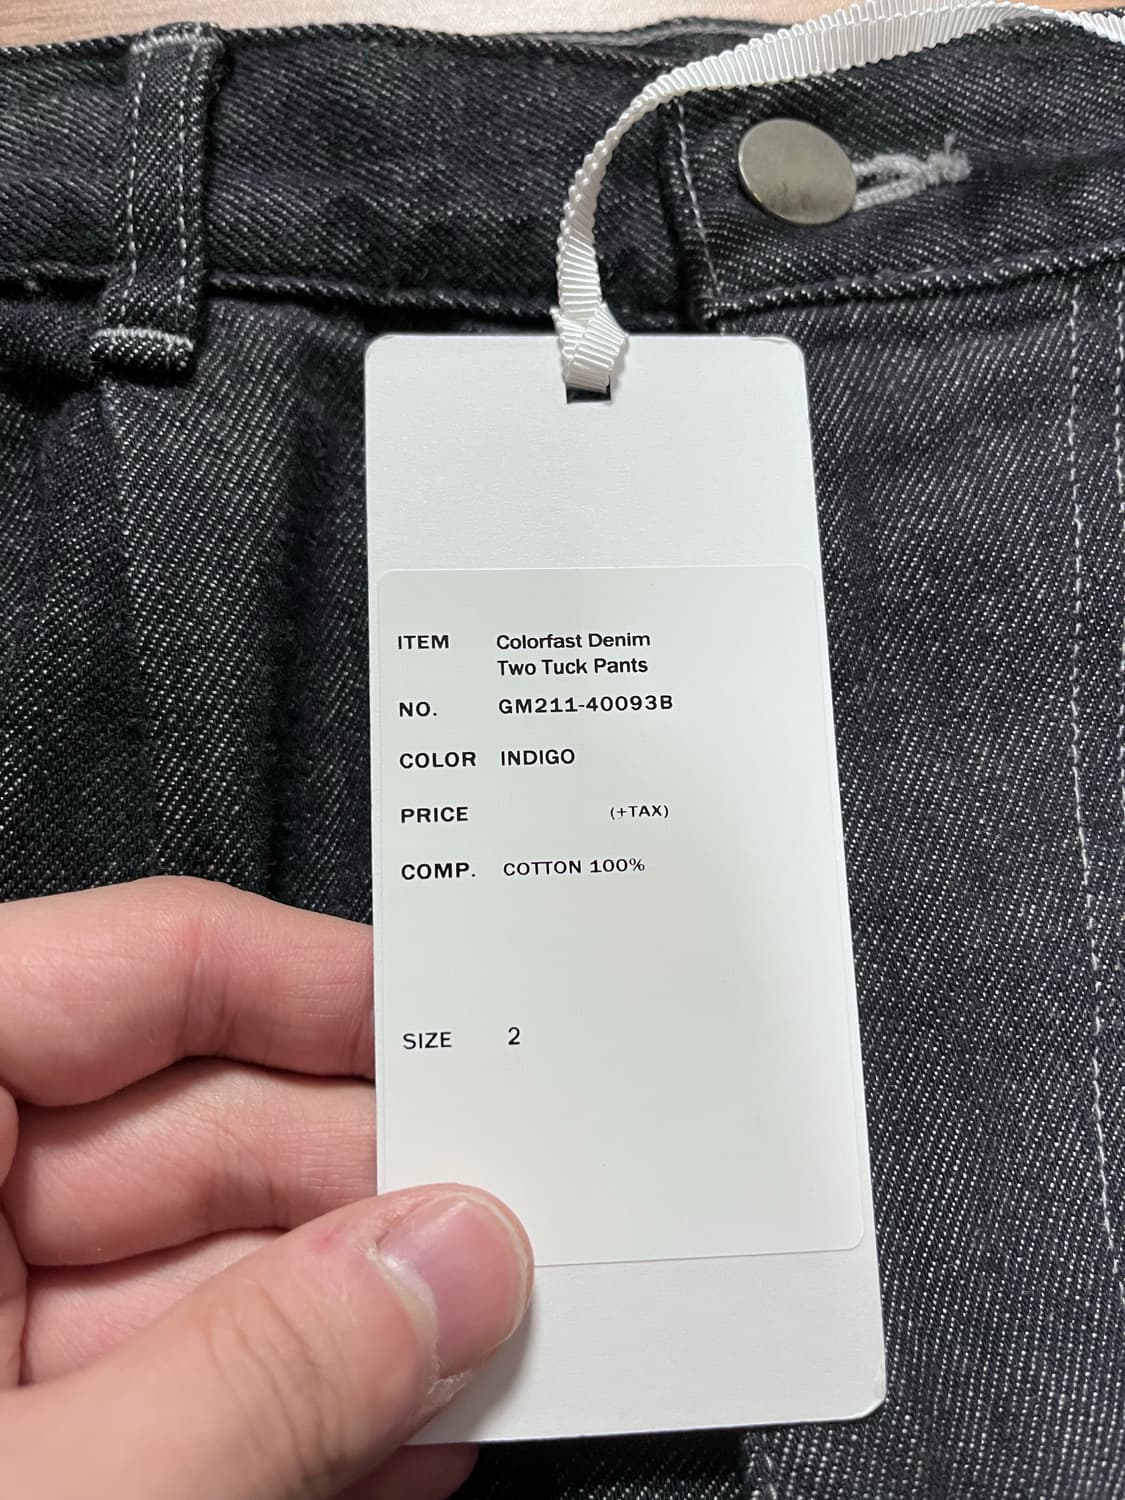 ITEM Colorfast Denim
Two Tuck Pants
NO. GM211-40093B
COLOR INDIGO
PRICE (+TAX)
COMP. COTTON 100%
SIZE 2